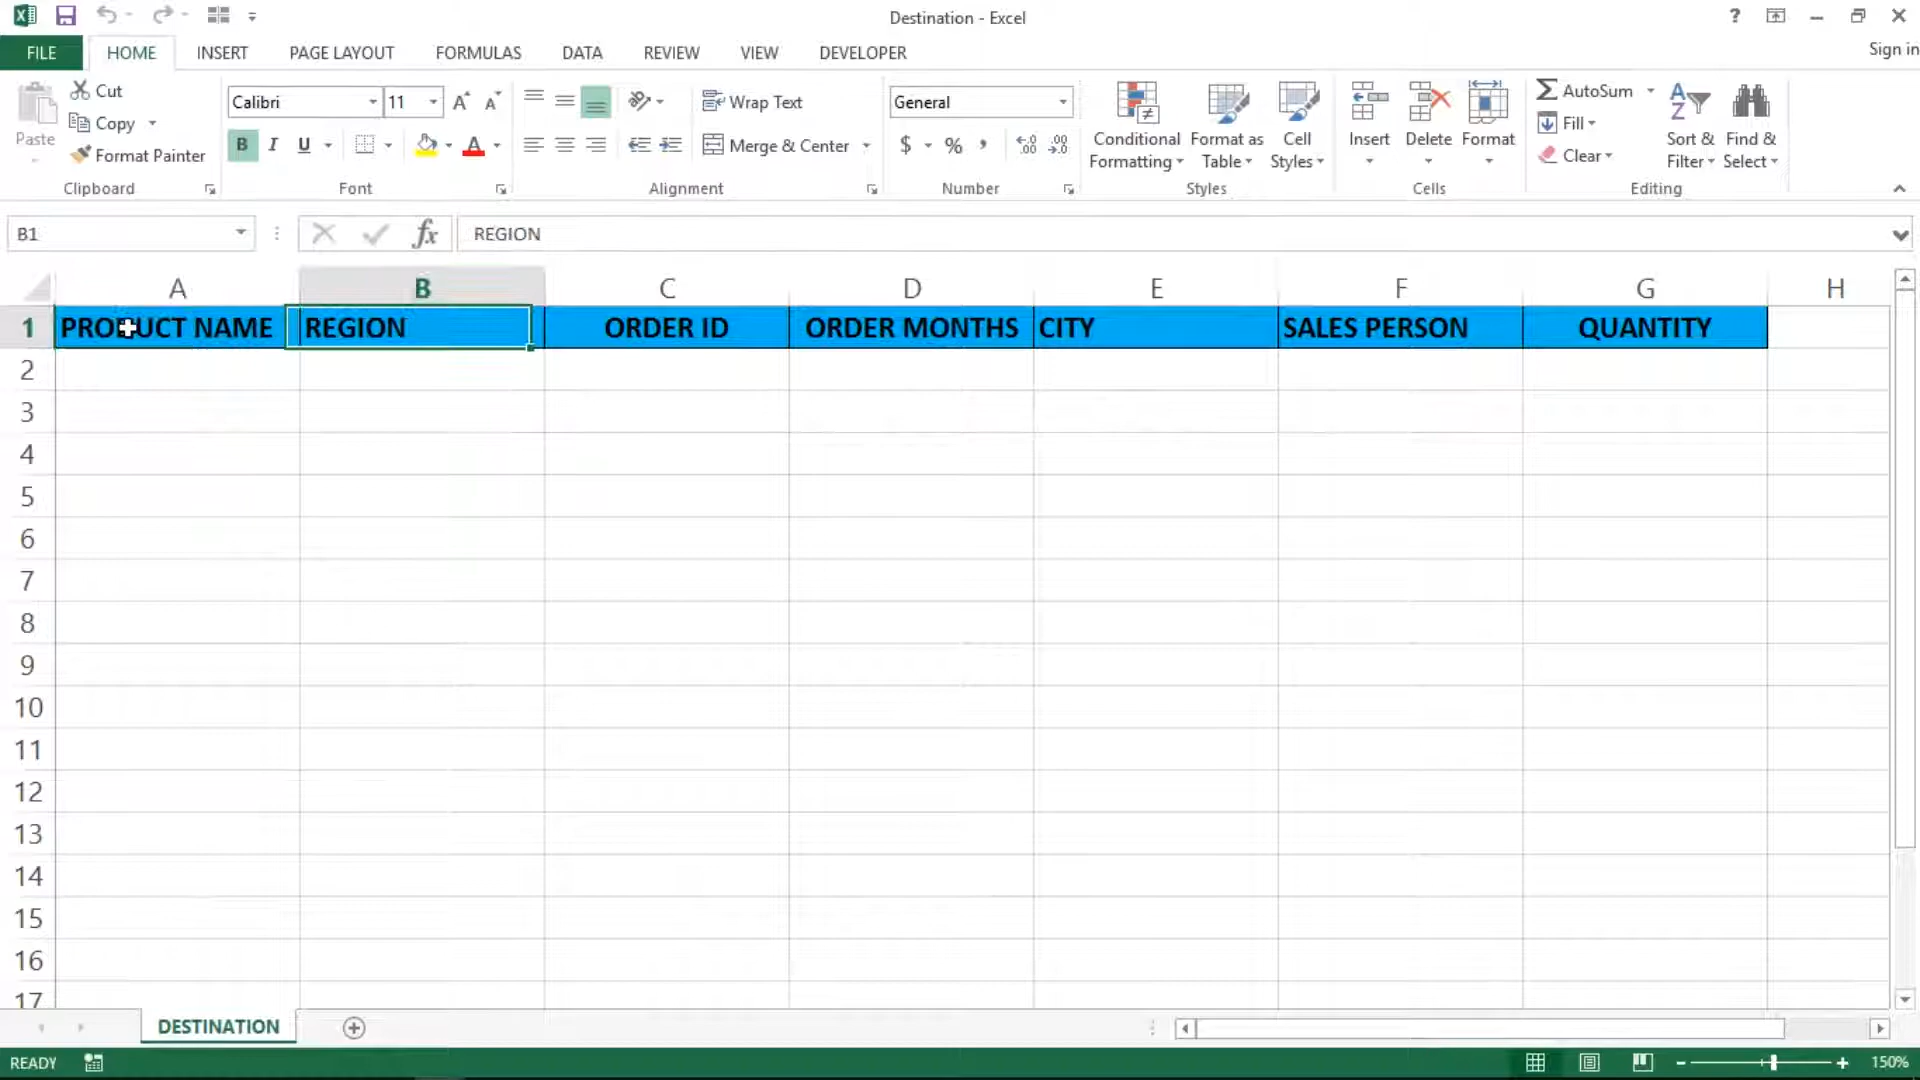 Destination - Excel
?
Sign in
FILE HOME INSERT PAGE LAYOUT FORMULAS DATA REVIEW VIEW DEVELOPER
Paste
Cut
Copy
Format Painter
Clipboard
Calibri 11
B I U
Font
Wrap Text
Merge & Center
Alignment
General
$ % ,
Number
Conditional Formatting
Format as Table
Cell Styles
Styles
Insert Delete Format
Cells
AutoSum
Fill
Clear
Sort & Filter
Find & Select
Editing
B1 fx REGION
A B C D E F G H
1 PRODUCT NAME REGION ORDER ID ORDER MONTHS CITY SALES PERSON QUANTITY
2
3
4
5
6
7
8
9
10
11
12
13
14
15
16
17
DESTINATION
READY 150%